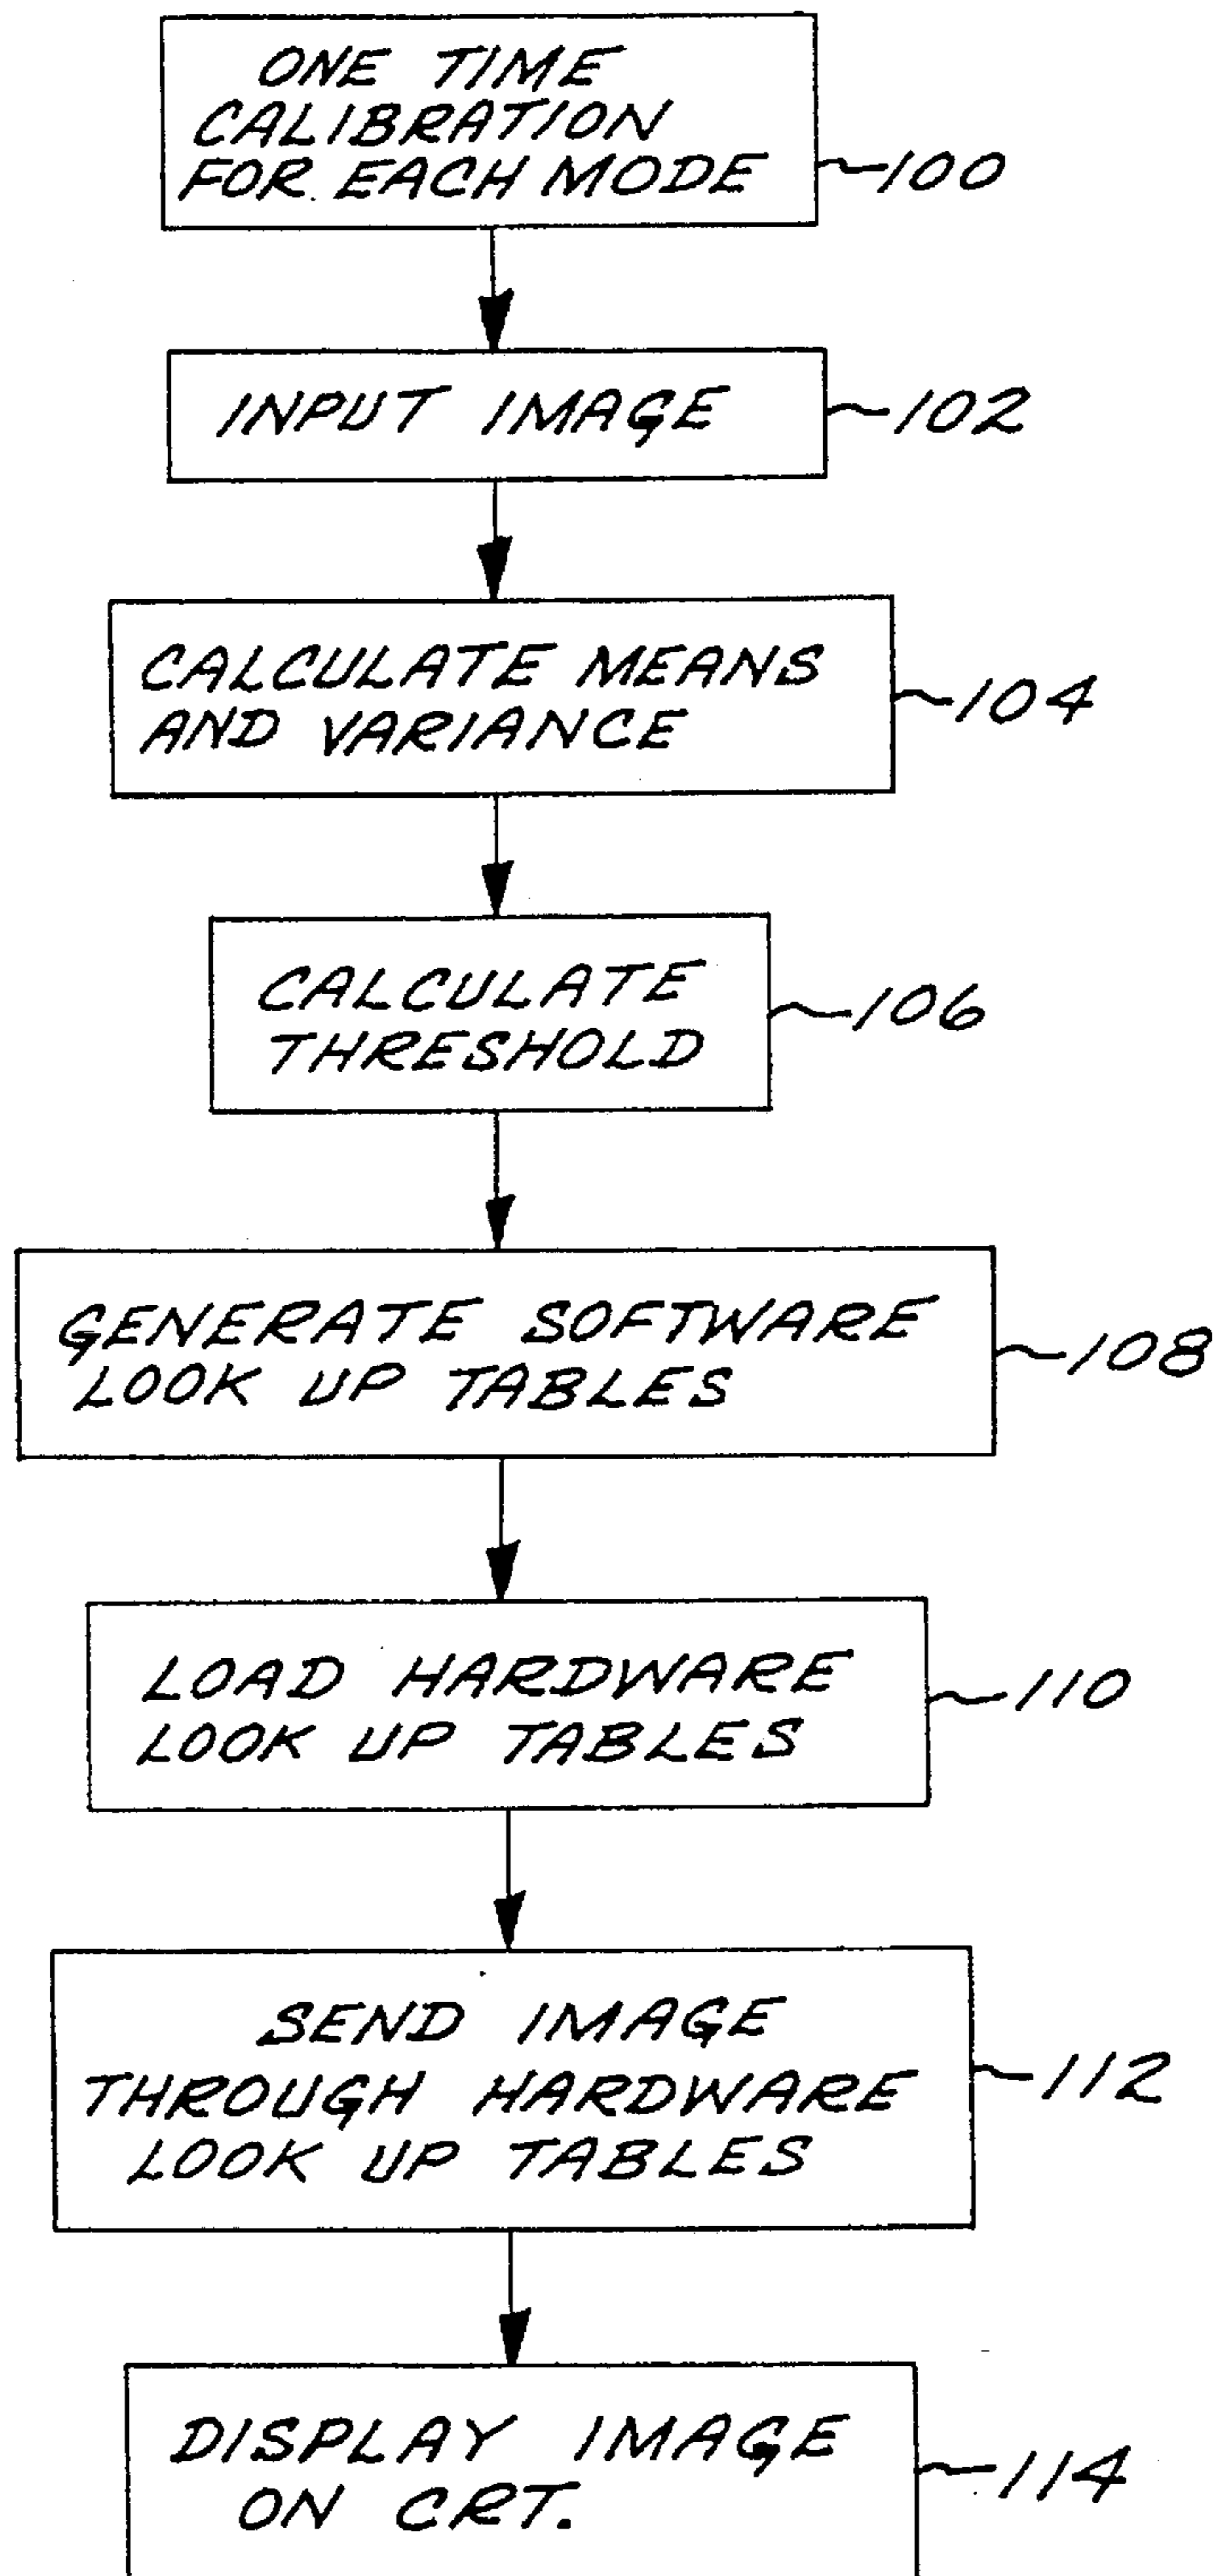 ONE TIME
CALIBRATION
FOR EACH MODE
100
INPUT IMAGE
102
CALCULATE MEANS
AND VARIANCE
104
CALCULATE
THRESHOLD
106
GENERATE SOFTWARE
LOOK UP TABLES
108
LOAD HARDWARE
LOOK UP TABLES
110
SEND IMAGE
THROUGH HARDWARE
LOOK UP TABLES
112
DISPLAY IMAGE
ON CRT.
114